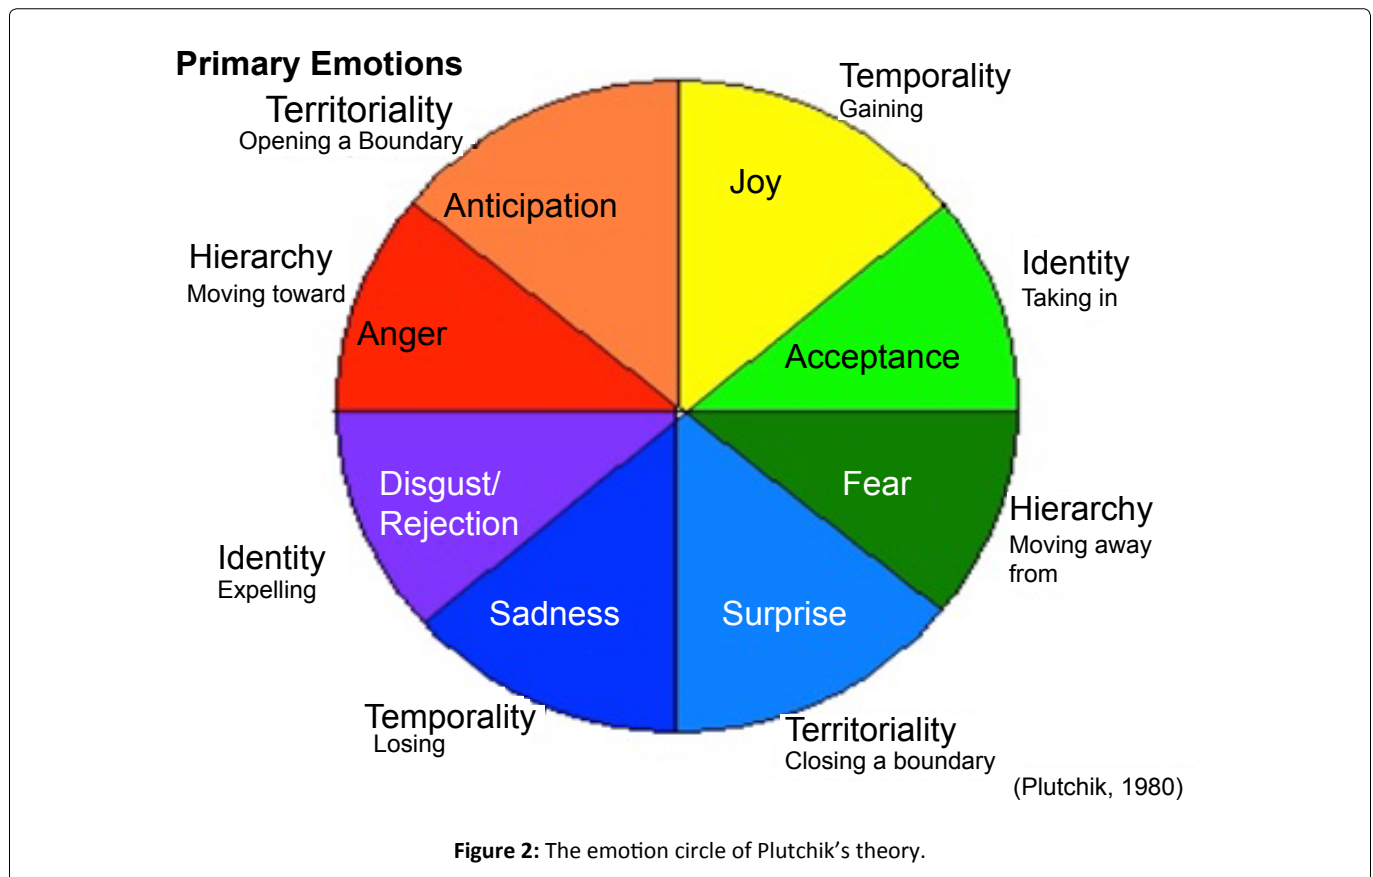 Primary Emotions
Territoriality
Opening a Boundary
Temporality
Gaining
Joy
Anticipation
Hierarchy
Moving toward
Identity
Taking in
Anger
Acceptance
Disgust/
Rejection
Fear
Hierarchy
Moving away
from
Identity
Expelling
Sadness
Surprise
Temporality
Losing
Territoriality
Closing a boundary
(Plutchik, 1980)
Figure 2: The emotion circle of Plutchik’s theory.